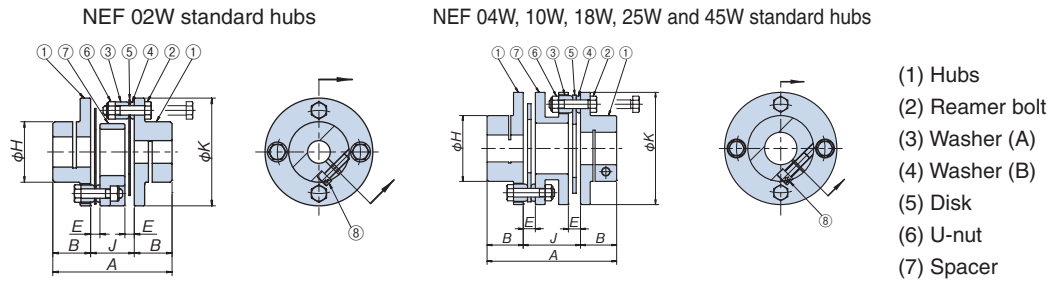 NEF 02W standard hubs
① ⑦ ⑥ ③ ⑤ ④ ② ①
φH
φK
E E
B J B
A
⑧
NEF 04W, 10W, 18W, 25W and 45W standard hubs
① ⑦ ⑥ ③ ⑤ ④ ② ①
φH
φK
E E
B J B
A
⑧
(1) Hubs
(2) Reamer bolt
(3) Washer (A)
(4) Washer (B)
(5) Disk
(6) U-nut
(7) Spacer